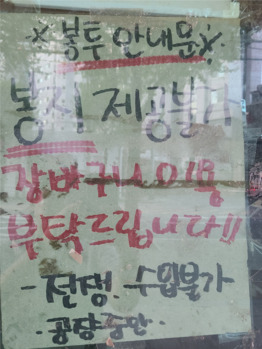 *봉투 안내문*
봉지 제공불가
장바구니 이용
부탁드립니다!!
- 전쟁. 수입불가
· 공장중단 ·